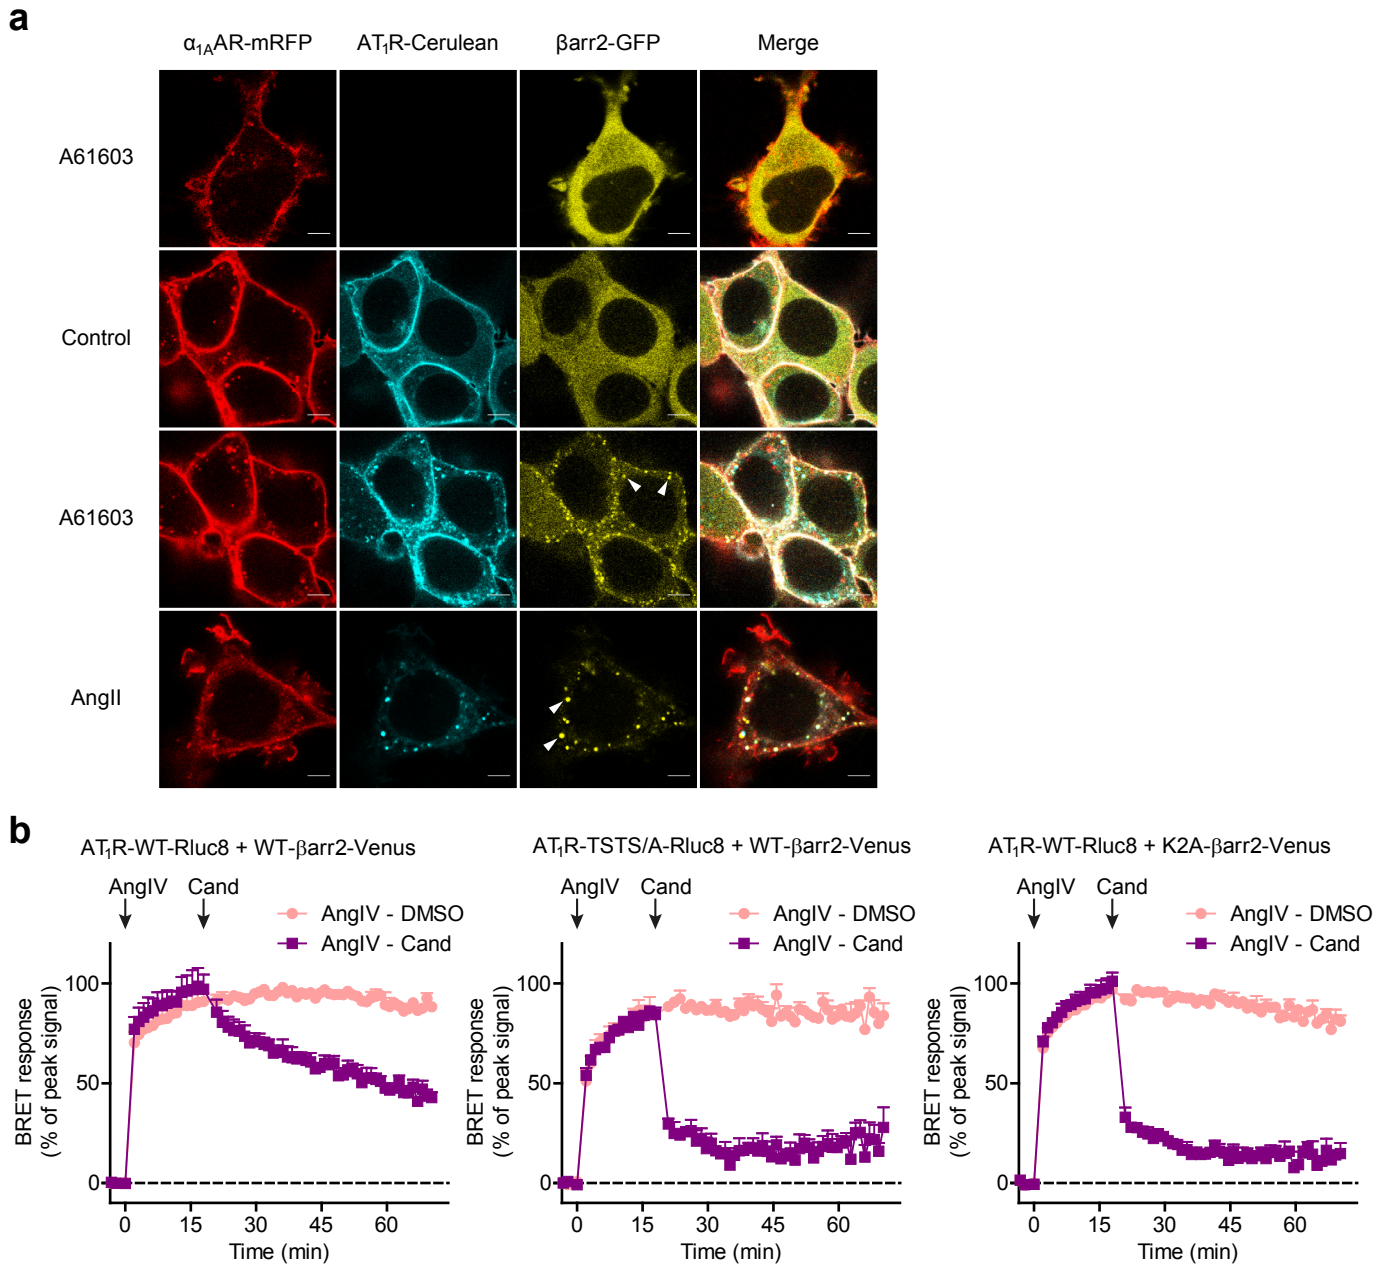 a
α1AAR-mRFP AT1R-Cerulean βarr2-GFP Merge
A61603
Control
A61603
AngII
b
AT1R-WT-Rluc8 + WT-βarr2-Venus
AngIV Cand
AngIV - DMSO
AngIV - Cand
BRET response
(% of peak signal)
100
50
0
0 15 30 45 60
Time (min)
AT1R-TSTS/A-Rluc8 + WT-βarr2-Venus
AngIV Cand
AngIV - DMSO
AngIV - Cand
BRET response
(% of peak signal)
100
50
0
0 15 30 45 60
Time (min)
AT1R-WT-Rluc8 + K2A-βarr2-Venus
AngIV Cand
AngIV - DMSO
AngIV - Cand
BRET response
(% of peak signal)
100
50
0
0 15 30 45 60
Time (min)